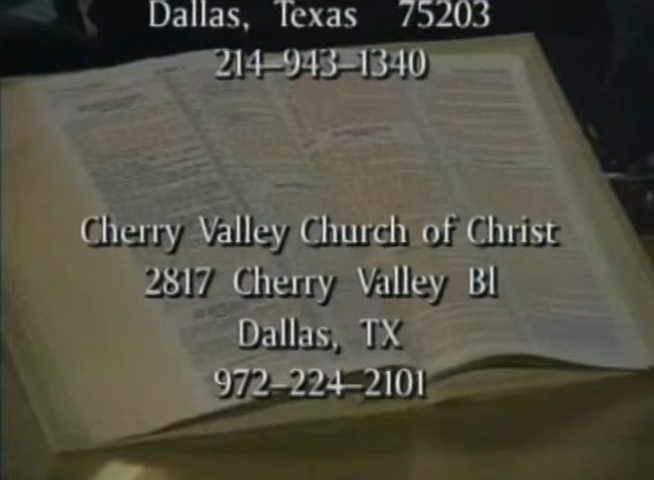 Dallas, Texas 75203
214-943-1340
Cherry Valley Church of Christ
2817 Cherry Valley Bl
Dallas, TX
972-224-2101